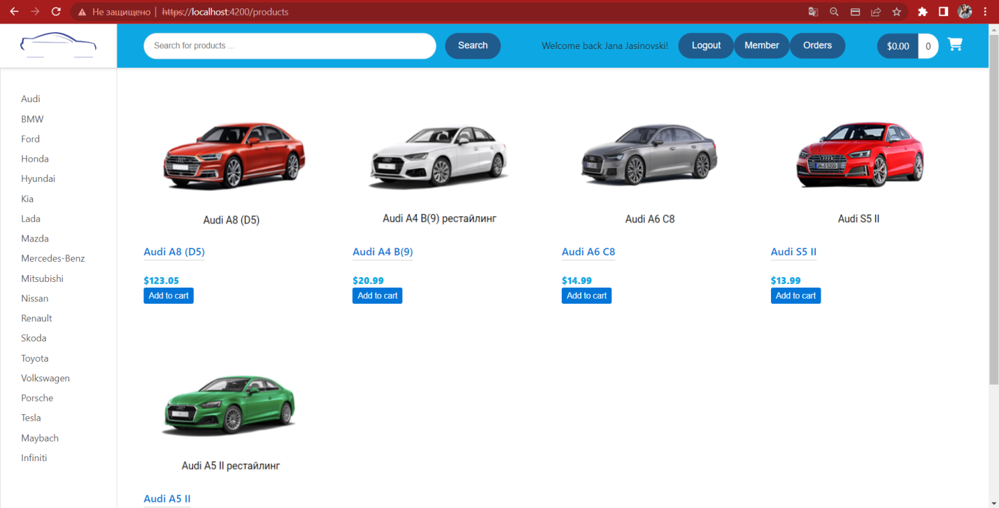 Не защищено | https://localhost:4200/products
Search for products ...
Search
Welcome back Jana Jasinovski!
Logout
Member
Orders
$0.00
0
Audi
BMW
Ford
Honda
Hyundai
Kia
Lada
Mazda
Mercedes-Benz
Mitsubishi
Nissan
Renault
Skoda
Toyota
Volkswagen
Porsche
Tesla
Maybach
Infiniti
Audi A8 (D5)
Audi A8 (D5)
$123.05
Add to cart
Audi A4 B(9) рестайлинг
Audi A4 B(9)
$20.99
Add to cart
Audi A6 C8
Audi A6 C8
$14.99
Add to cart
Audi S5 II
Audi S5 II
$13.99
Add to cart
Audi A5 II рестайлинг
Audi A5 II